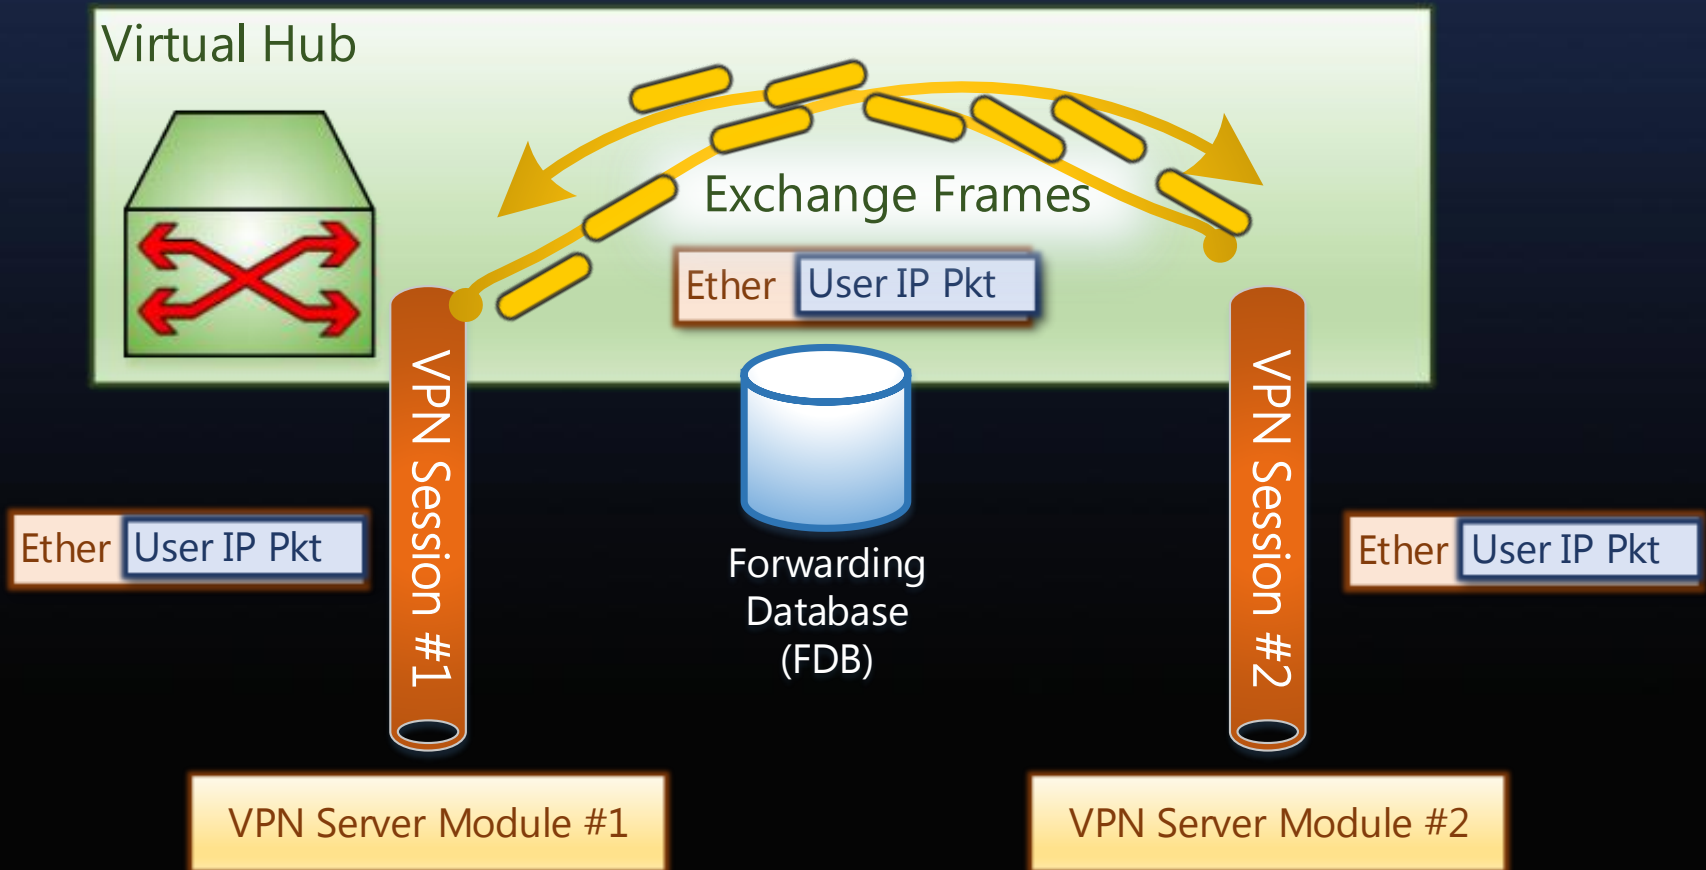 Virtual Hub
Exchange Frames
Ether User IP Pkt
VPN Session #1
VPN Session #2
Ether User IP Pkt
Forwarding
Database
(FDB)
Ether User IP Pkt
VPN Server Module #1
VPN Server Module #2